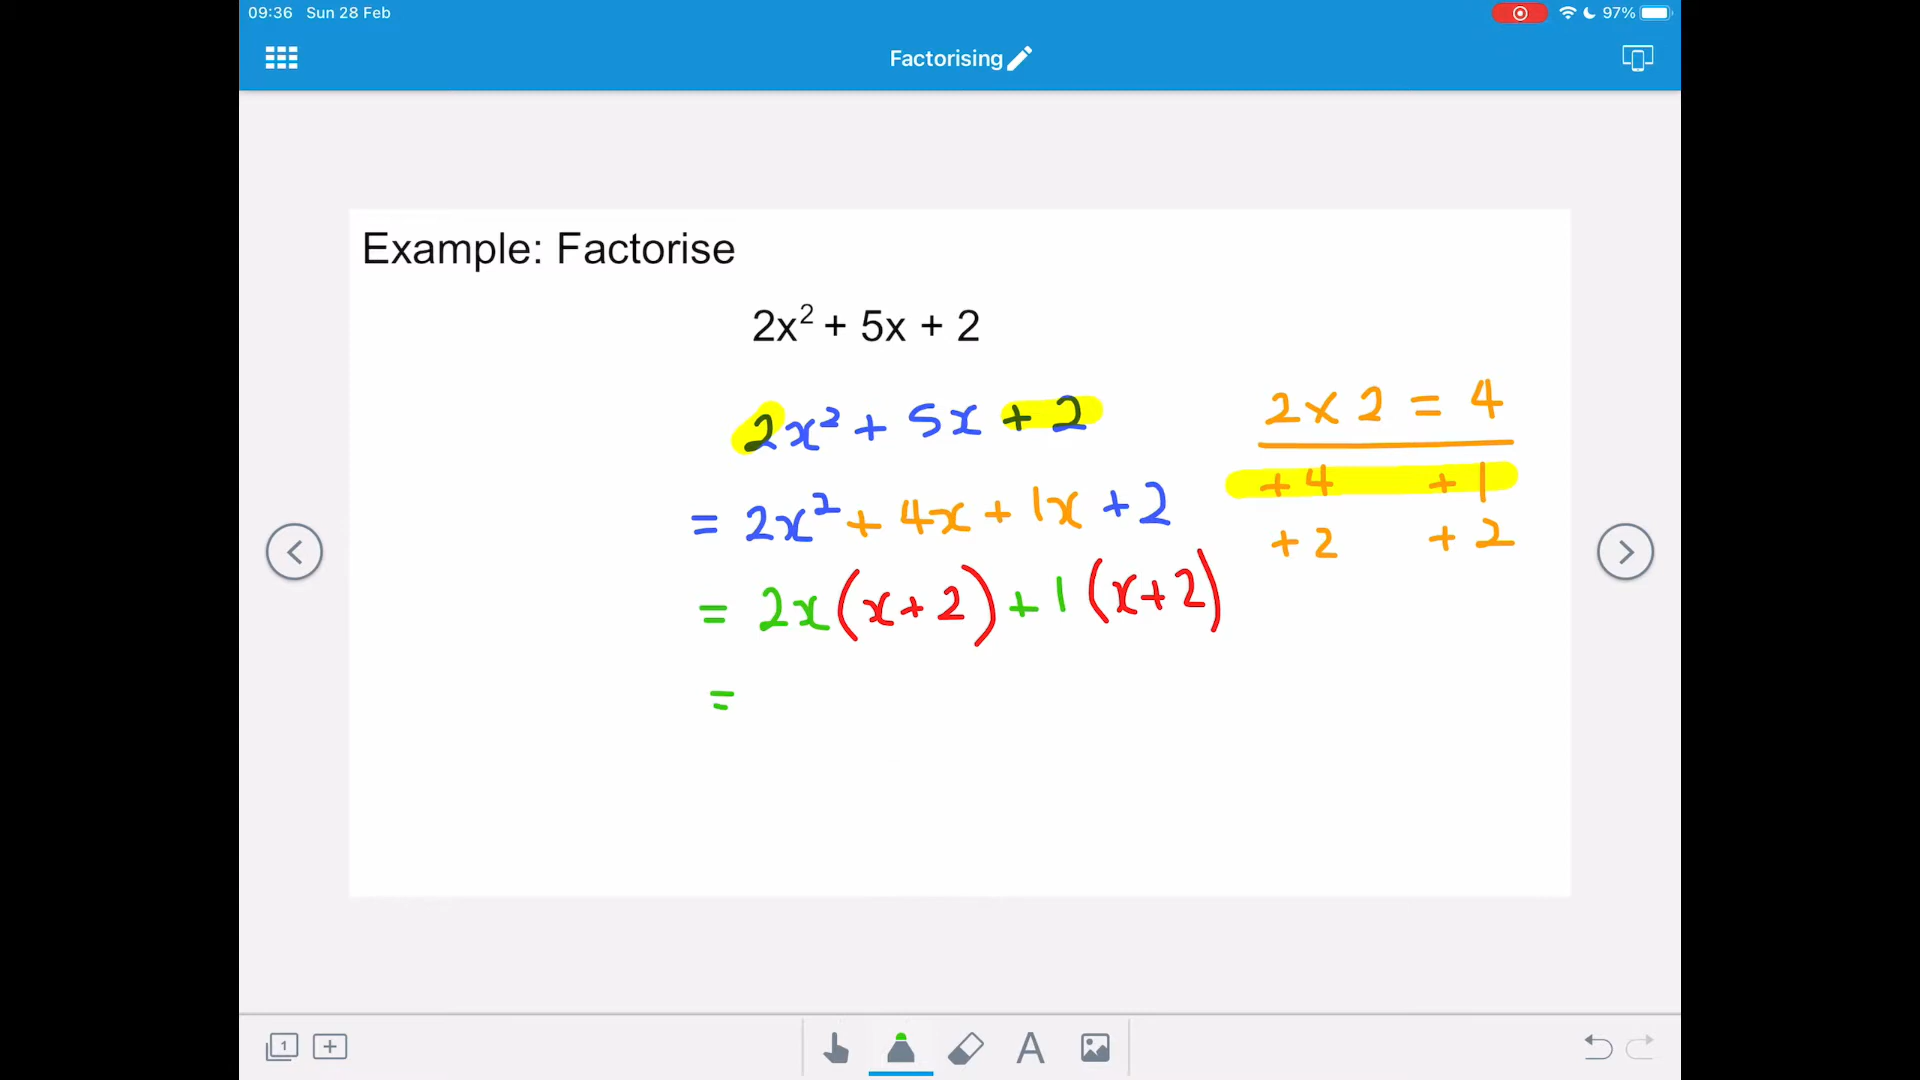 09:36 Sun 28 Feb 97%
Factorising
Example: Factorise
2x² + 5x + 2
2x² + 5x + 2
2 × 2 = 4
+4 +1
= 2x² + 4x + 1x + 2
+2 +2
= 2x(x+2) + 1(x+2)
=
1
A